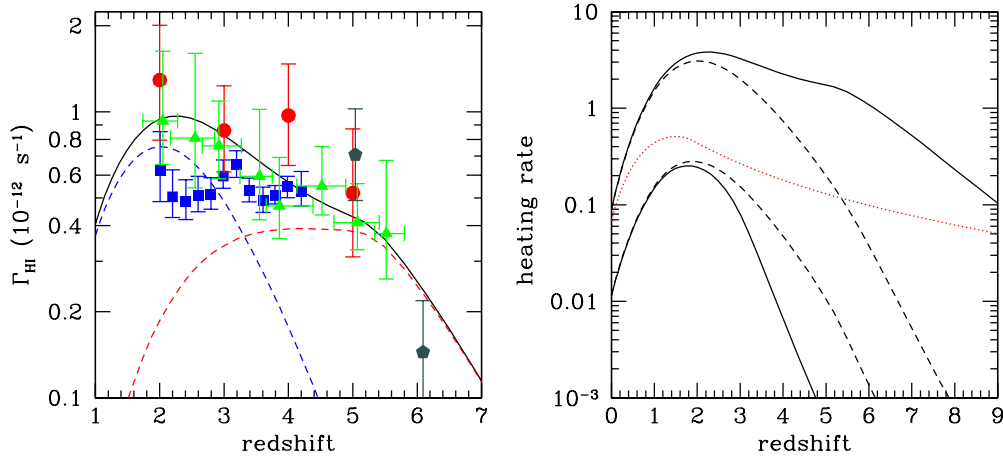 2
1
0.8
0.6
0.4
0.2
0.1
Γ_HI (10^-12 s^-1)
1 2 3 4 5 6 7
redshift
10
1
0.1
0.01
10^-3
heating rate
0 1 2 3 4 5 6 7 8 9
redshift